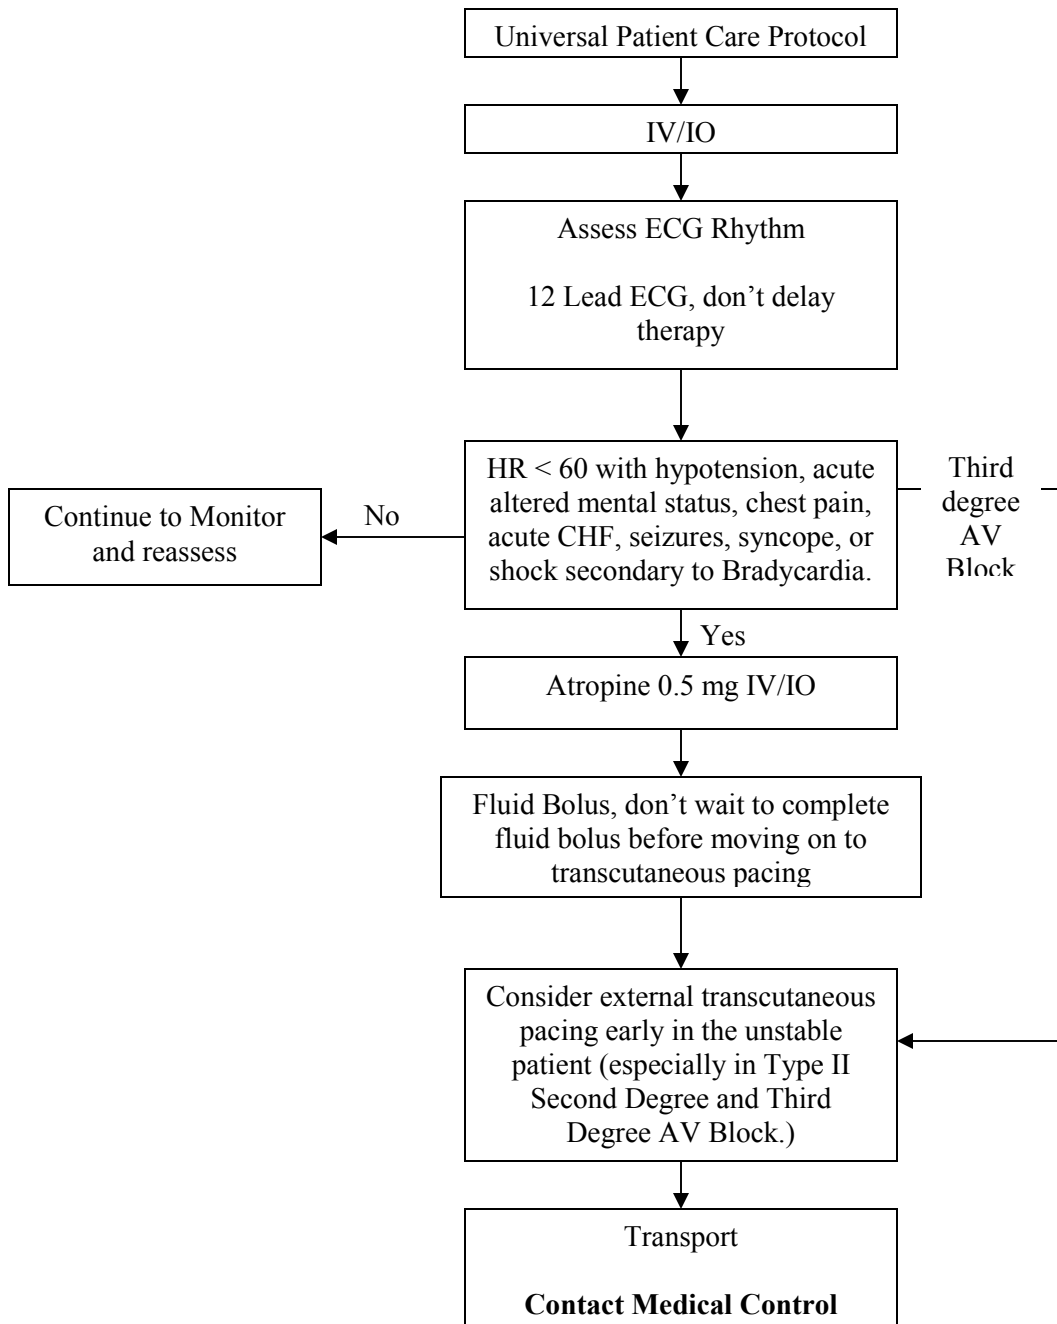 Universal Patient Care Protocol
IV/IO
Assess ECG Rhythm
12 Lead ECG, don’t delay
therapy
HR < 60 with hypotension, acute
altered mental status, chest pain,
acute CHF, seizures, syncope, or
shock secondary to Bradycardia.
Third
degree
AV
Block
No
Continue to Monitor
and reassess
Yes
Atropine 0.5 mg IV/IO
Fluid Bolus, don’t wait to complete
fluid bolus before moving on to
transcutaneous pacing
Consider external transcutaneous
pacing early in the unstable
patient (especially in Type II
Second Degree and Third
Degree AV Block.)
Transport
Contact Medical Control